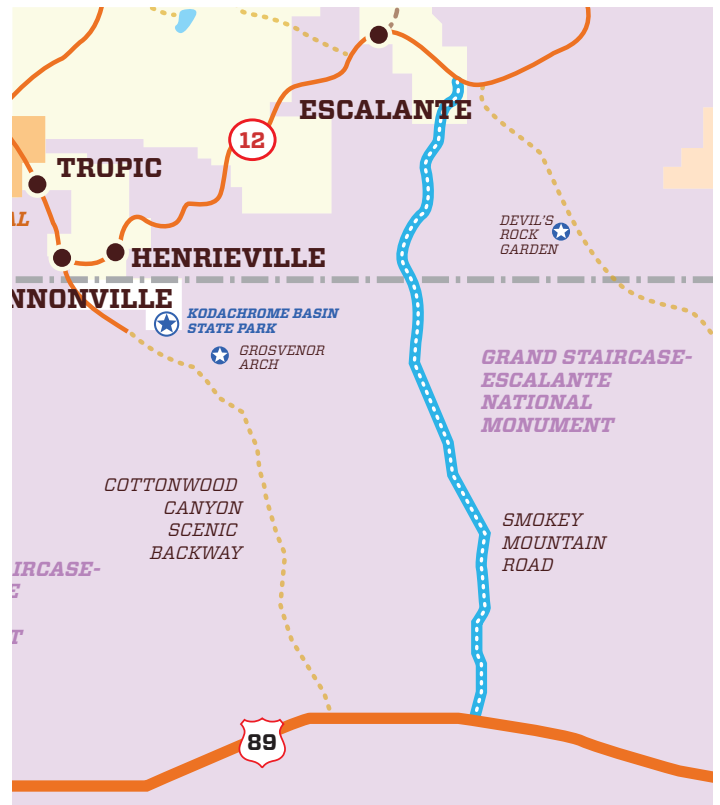 ESCALANTE
12
TROPIC
AL
HENRIEVILLE
DEVIL'S
ROCK
GARDEN
NNONVILLE
KODACHROME BASIN
STATE PARK
GROSVENOR
ARCH
GRAND STAIRCASE-
ESCALANTE
NATIONAL
MONUMENT
COTTONWOOD
CANYON
SCENIC
BACKWAY
SMOKEY
MOUNTAIN
ROAD
IRCASE-
E
T
89